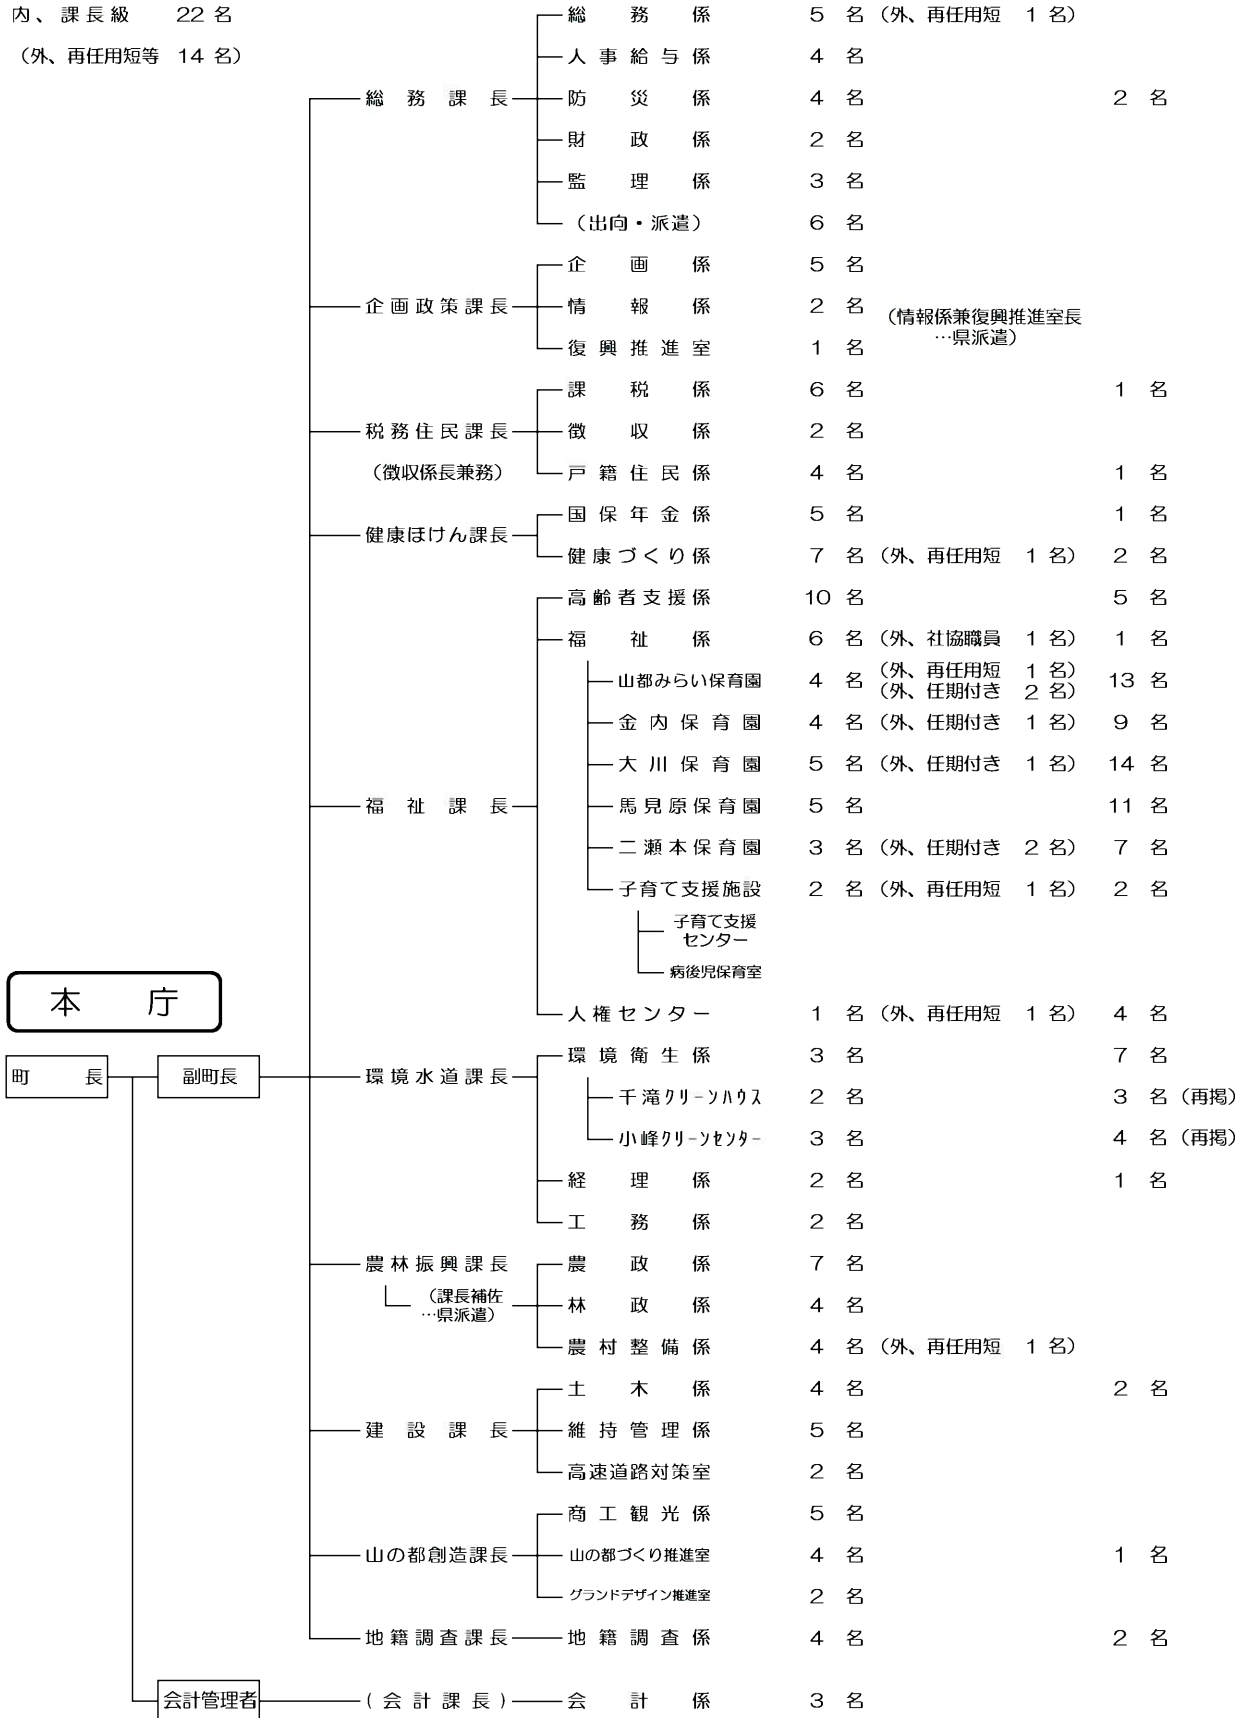 内、課長級 22 名
総務係 5 名 (外、再任用短 1 名)
(外、再任用短等 14 名)
人事給与係 4 名
総務課長 防災係 4 名 2 名
財政係 2 名
監理係 3 名
(出向・派遣) 6 名
企画係 5 名
企画政策課長 情報係 2 名
(情報係兼復興推進室長
…県派遣)
復興推進室 1 名
課税係 6 名 1 名
税務住民課長 徴収係 2 名
(徴収係長兼務) 戸籍住民係 4 名 1 名
国保年金係 5 名 1 名
健康ほけん課長
健康づくり係 7 名 (外、再任用短 1 名) 2 名
高齢者支援係 10 名 5 名
福祉係 6 名 (外、社協職員 1 名) 1 名
山都みらい保育園 4 名 (外、再任用短 1 名) 13 名
(外、任期付き 2 名)
金内保育園 4 名 (外、任期付き 1 名) 9 名
大川保育園 5 名 (外、任期付き 1 名) 14 名
福祉課長 馬見原保育園 5 名 11 名
二瀬本保育園 3 名 (外、任期付き 2 名) 7 名
子育て支援施設 2 名 (外、再任用短 1 名) 2 名
子育て支援
センター
病後児保育室
本庁
人権センター 1 名 (外、再任用短 1 名) 4 名
環境衛生係 3 名 7 名
町長 副町長 環境水道課長
千滝クリーンハウス 2 名 3 名 (再掲)
小峰クリーンセンター 3 名 4 名 (再掲)
経理係 2 名 1 名
工務係 2 名
農林振興課長 農政係 7 名
(課長補佐
…県派遣)
林政係 4 名
農村整備係 4 名 (外、再任用短 1 名)
土木係 4 名 2 名
建設課長 維持管理係 5 名
高速道路対策室 2 名
商工観光係 5 名
山の都創造課長 山の都づくり推進室 4 名 1 名
グランドデザイン推進室 2 名
地籍調査課長 地籍調査係 4 名 2 名
会計管理者 (会計課長) 会計係 3 名